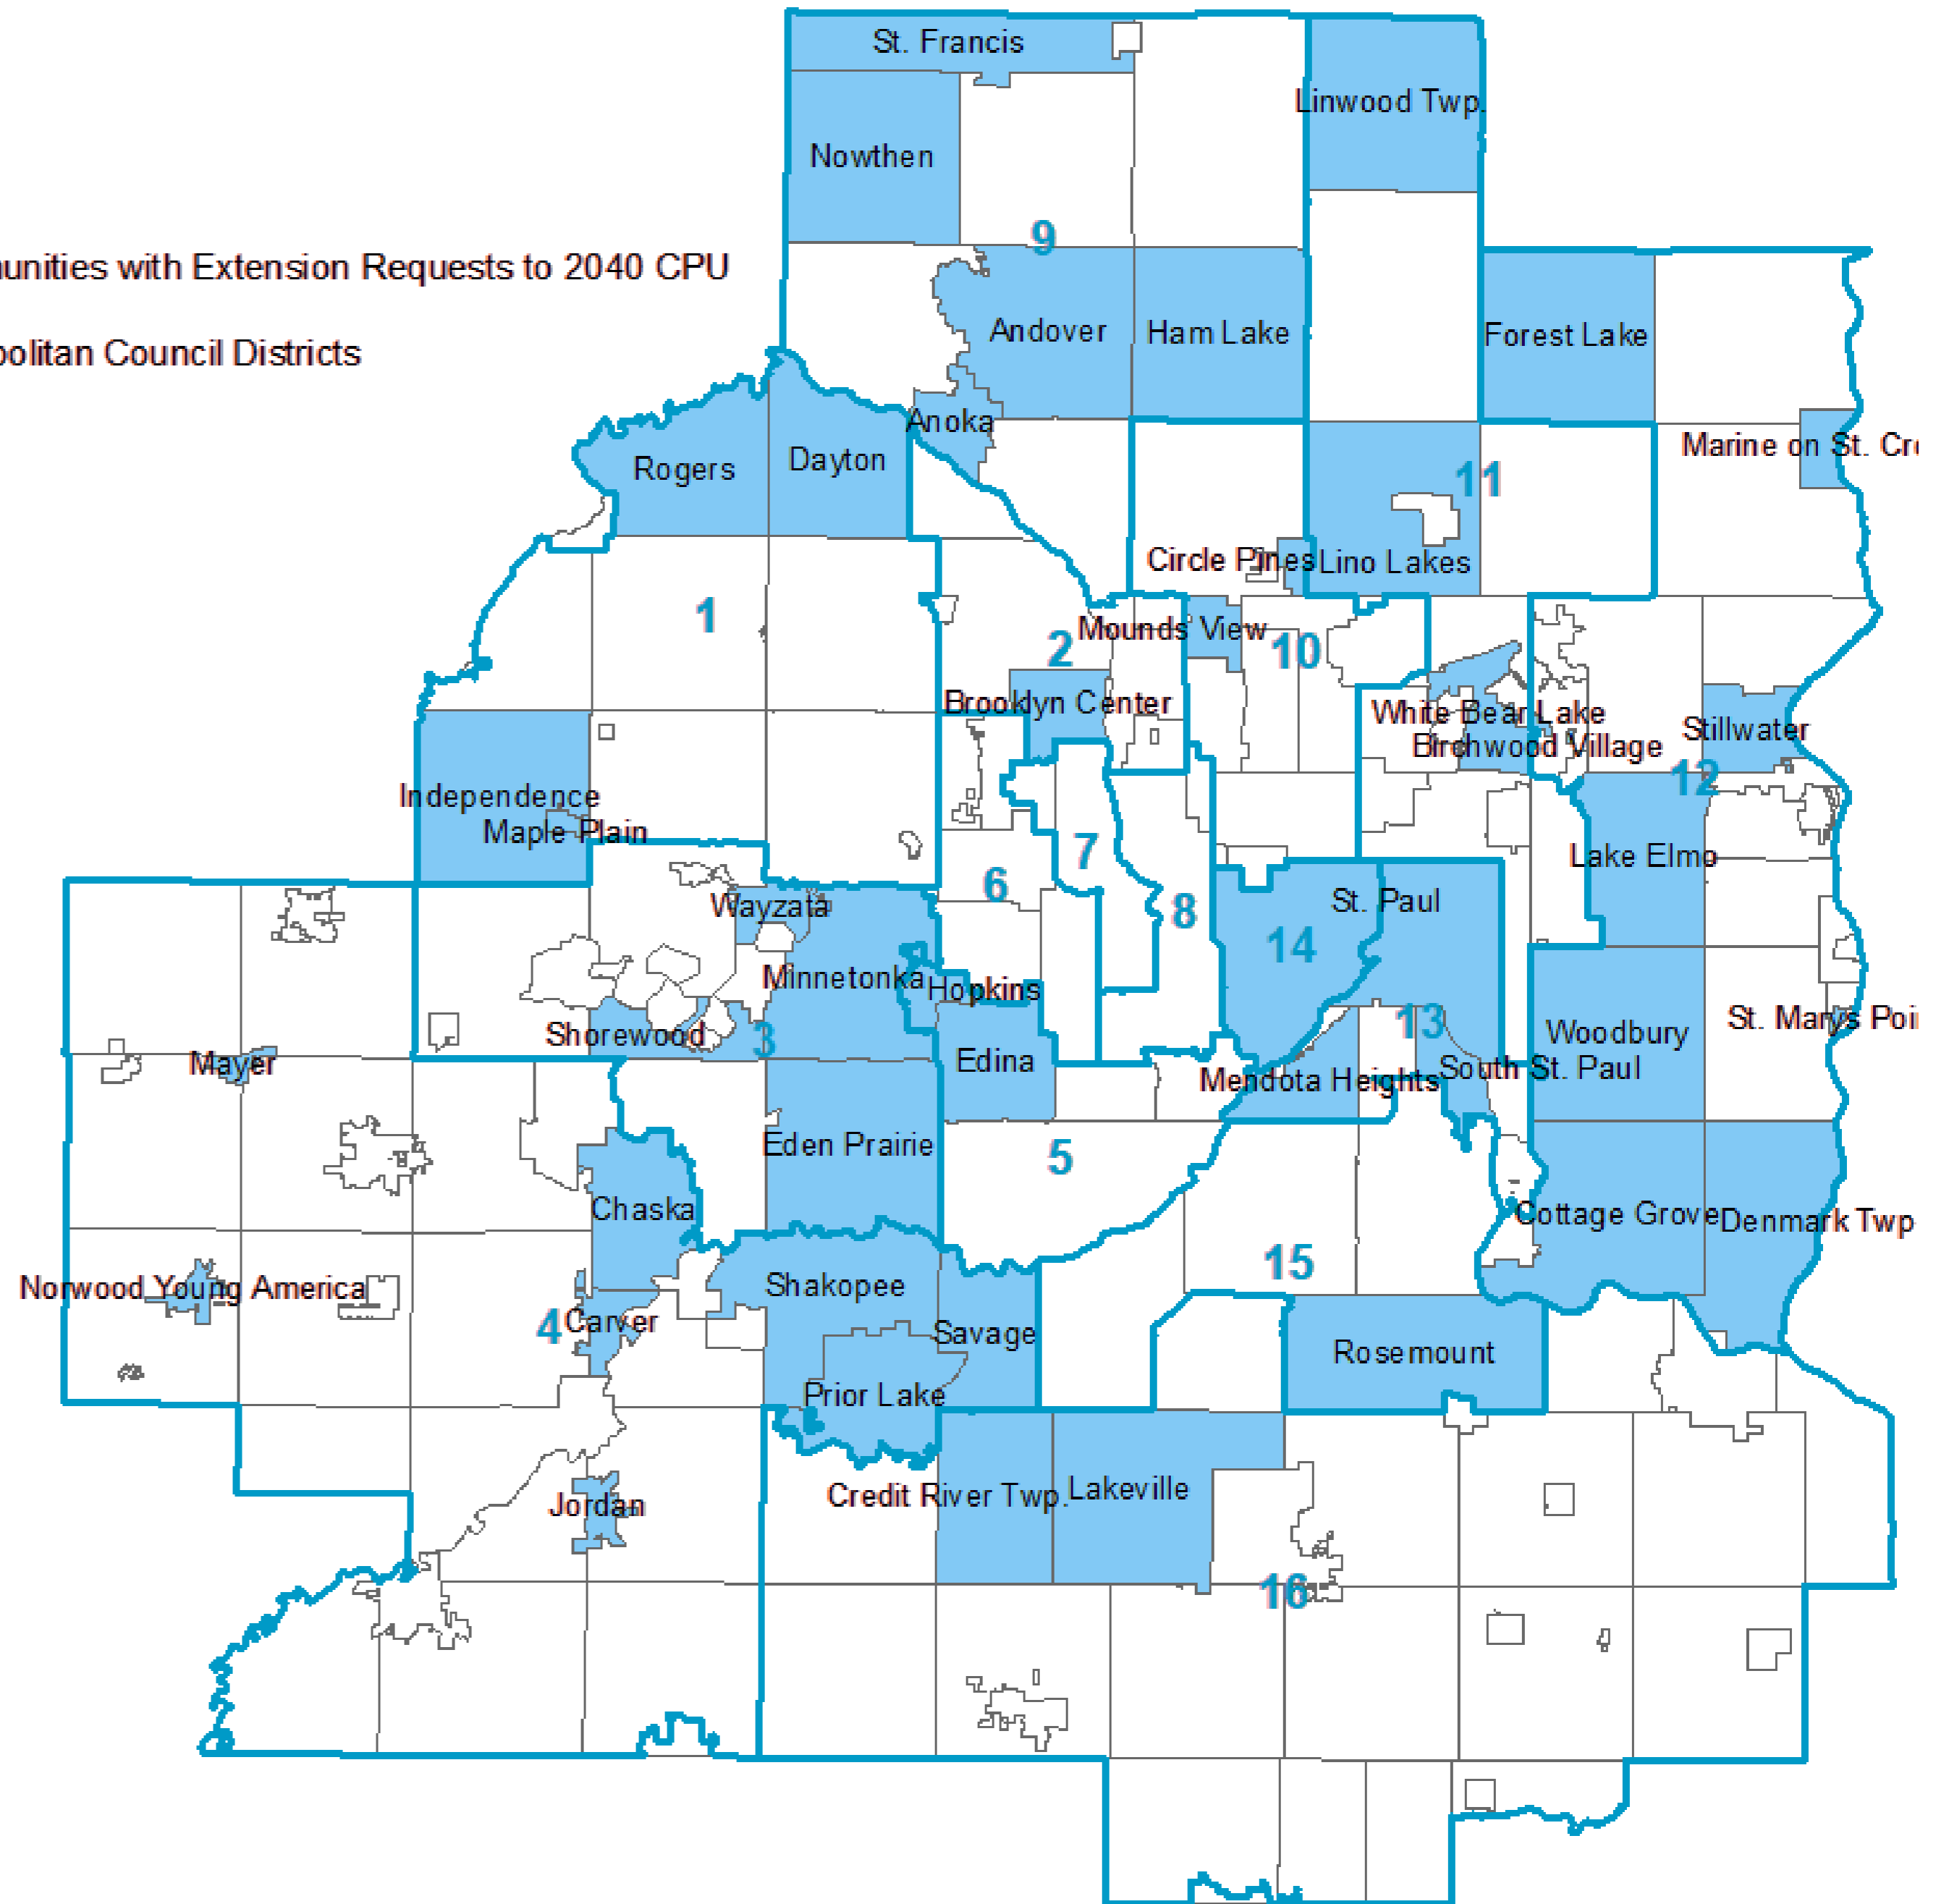 St. Francis
Linwood Twp.
Nowthen
9
munities with Extension Requests to 2040 CPU
Andover
Ham Lake
Forest Lake
politan Council Districts
Anoka
Marine on St. Cro
Rogers
Dayton
11
Circle Pines
Lino Lakes
1
2
Mounds View
10
Brooklyn Center
White Bear Lake
Stillwater
Birchwood Village
12
Independence
Maple Plain
7
Lake Elmo
6
8
Wayzata
St. Paul
14
Minnetonka
Hopkins
Shorewood
3
13
Woodbury
St. Marys Poi
Mayer
Edina
Mendota Heights
South St. Paul
Eden Prairie
5
Chaska
Cottage Grove
Denmark Twp
15
Norwood Young America
Shakopee
4
Carver
Savage
Rosemount
Prior Lake
Credit River Twp.
Lakeville
Jordan
16